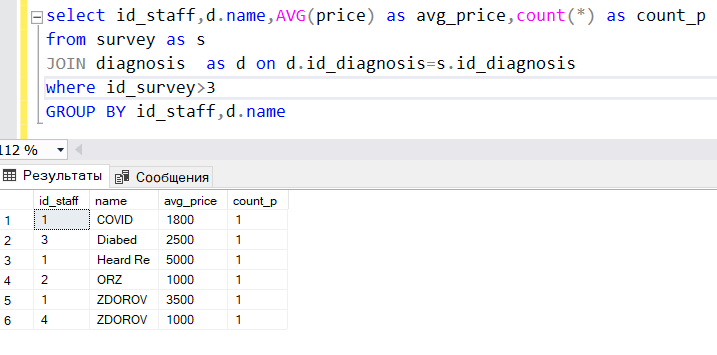 select id_staff,d.name,AVG(price) as avg_price,count(*) as count_p
from survey as s
JOIN diagnosis  as d on d.id_diagnosis=s.id_diagnosis
where id_survey>3
GROUP BY id_staff,d.name
112 %
Результаты Сообщения
id_staff name avg_price count_p
1 1 COVID 1800 1
2 3 Diabed 2500 1
3 1 Heard Re 5000 1
4 2 ORZ 1000 1
5 1 ZDOROV 3500 1
6 4 ZDOROV 1000 1